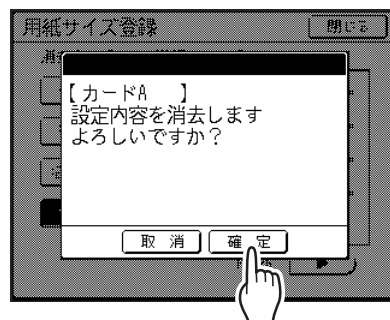 用紙サイズ登録 閉じる
【 カードA 】
設定内容を消去します
よろしいですか？
取 消 確 定